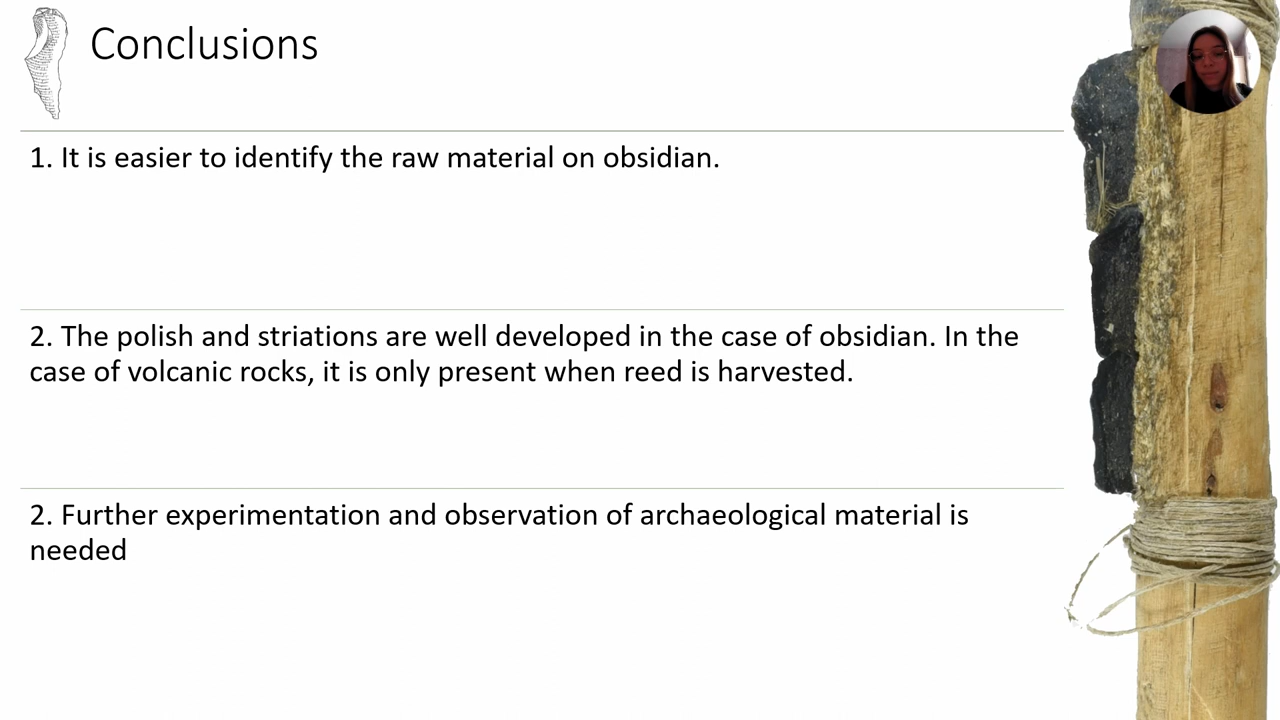 Conclusions
1. It is easier to identify the raw material on obsidian.
2. The polish and striations are well developed in the case of obsidian. In the
case of volcanic rocks, it is only present when reed is harvested.
2. Further experimentation and observation of archaeological material is
needed